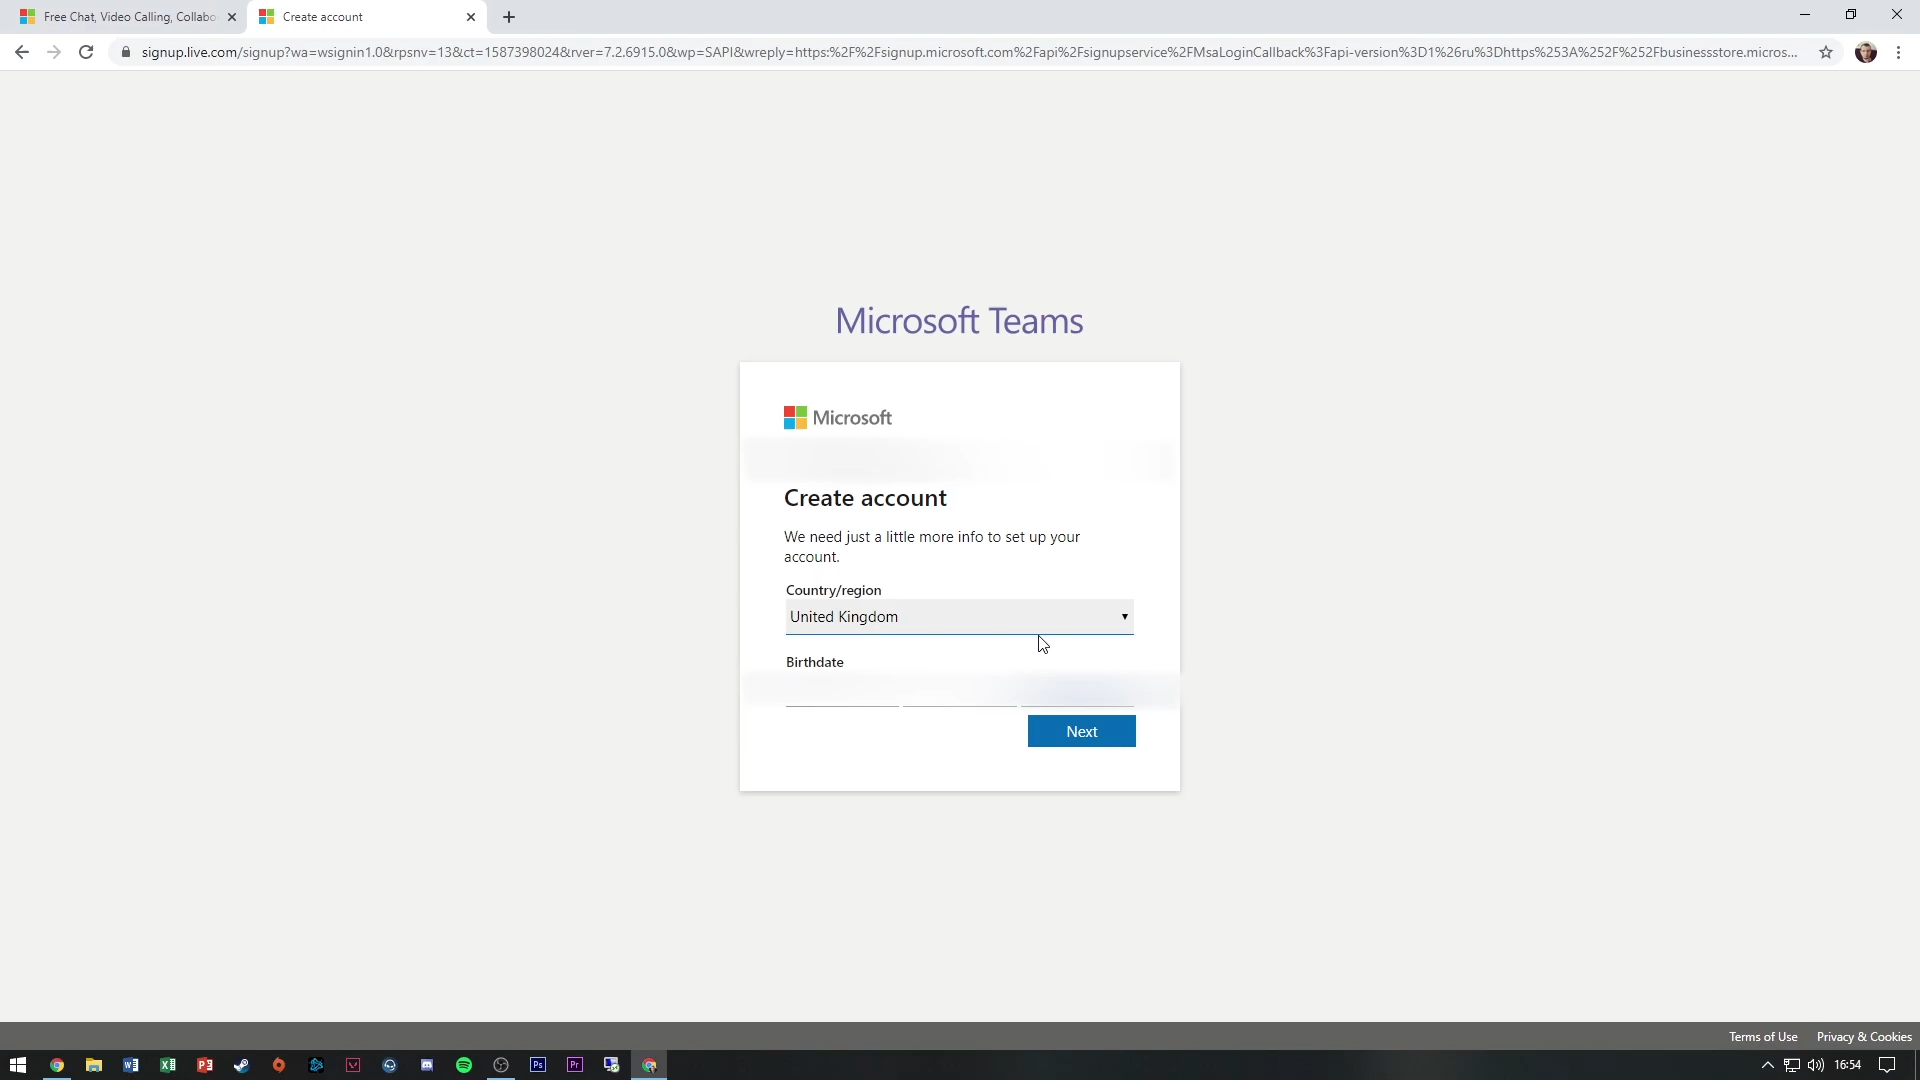 Free Chat, Video Calling, Collabo
Create account
signup.live.com/signup?wa=wsignin1.0&rpsnv=13&ct=1587398024&rver=7.2.6915.0&wp=SAPI&wreply=https:%2F%2Fsignup.microsoft.com%2Fapi%2Fsignupservice%2FMsaLoginCallback%3Fapi-version%3D1%26ru%3Dhttps%253A%252F%252Fbusinessstore.micros...
Microsoft Teams
Microsoft
Create account
We need just a little more info to set up your
account.
Country/region
United Kingdom
Birthdate
Next
Terms of Use Privacy & Cookies
Ps
Pr
16:54